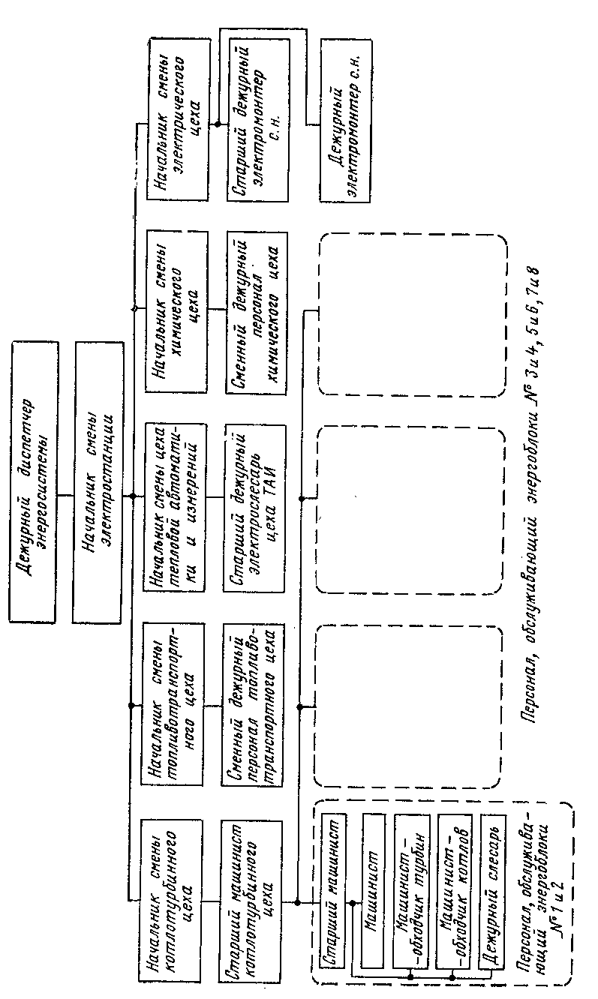 Дежурный диспетчер
энергосистемы
Начальник смены
электростанции
Начальник смены
котлотурбинного
цеха
Начальник смены
топливотранспорт-
ного цеха
Начальник смены цеха
тепловой автомати-
ки и измерений
Начальник смены
химического
цеха
Начальник смены
электрического
цеха
Старший машинист
котлотурбинного
цеха
Сменный дежурный
персонал топливо-
транспортного цеха
Старший дежурный
электрослесарь
цеха ТАИ
Сменный дежурный
персонал
химического цеха
Старший дежурный
электромонтер
с.н.
Дежурный
электромонтер с.н.
Старший машинист
Машинист
Машинист-
-обходчик турбин
Машинист-
-обходчик котлов
Дежурный слесарь
Персонал, обслужива-
ющий энергоблоки
№ 1 и 2
Персонал, обслуживающий энергоблоки № 3 и 4, 5 и 6, 7 и 8